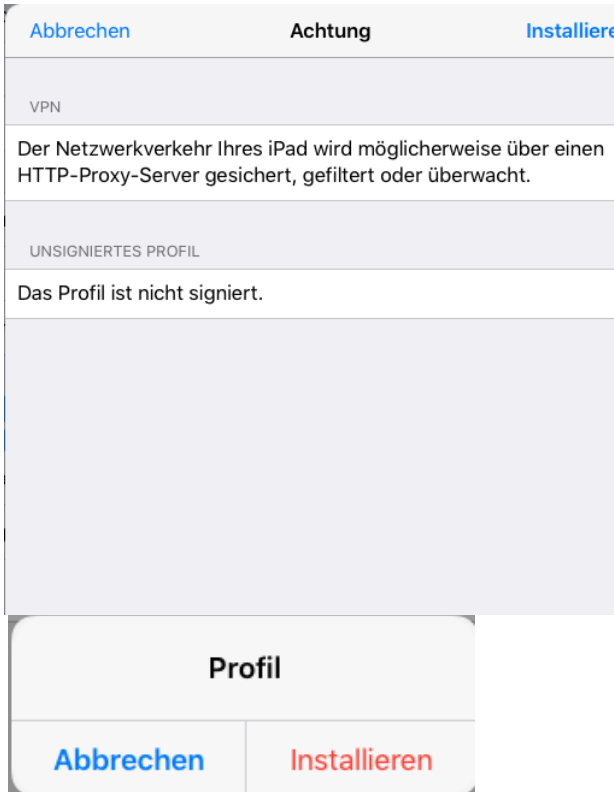 Abbrechen Achtung Installiere
VPN
Der Netzwerkverkehr Ihres iPad wird möglicherweise über einen
HTTP-Proxy-Server gesichert, gefiltert oder überwacht.
UNSIGNIERTES PROFIL
Das Profil ist nicht signiert.
Profil
Abbrechen Installieren